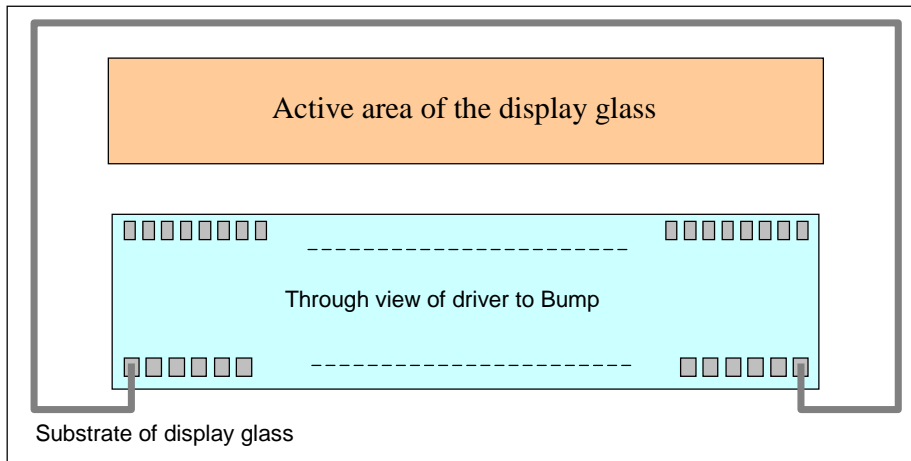 Active area of the display glass
Through view of driver to Bump
Substrate of display glass